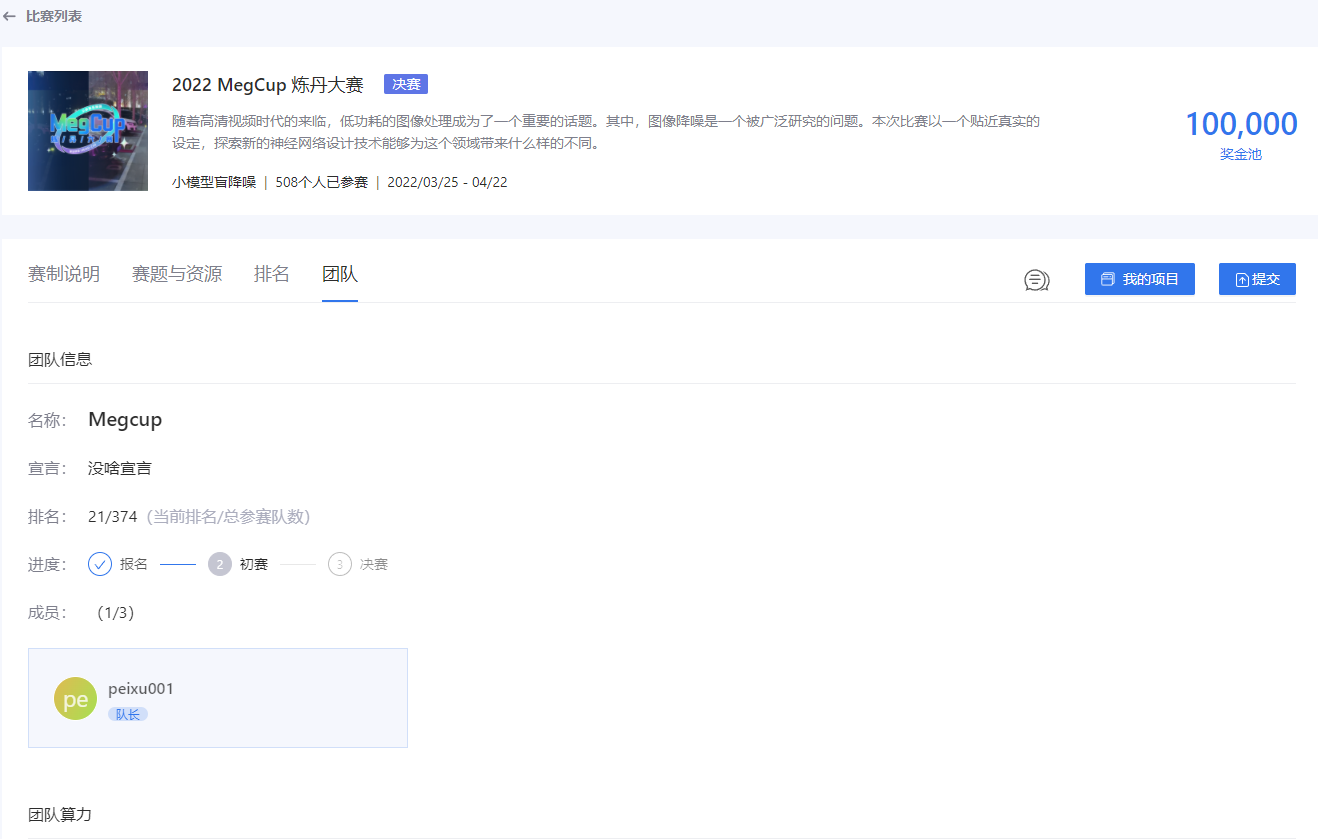 比赛列表
MegCup
2022 MegCup 炼丹大赛 决赛
随着高清视频时代的来临，低功耗的图像处理成为了一个重要的话题。其中，图像降噪是一个被广泛研究的问题。本次比赛以一个贴近真实的
设定，探索新的神经网络设计技术能够为这个领域带来什么样的不同。
小模型盲降噪 | 508个人已参赛 | 2022/03/25 - 04/22
100,000
奖金池
赛制说明 赛题与资源 排名 团队 我的项目 提交
团队信息
名称： Megcup
宣言： 没啥宣言
排名： 21/374（当前排名/总参赛队数）
进度： 报名 2 初赛 3 决赛
成员： （1/3）
pe peixu001
队长
团队算力